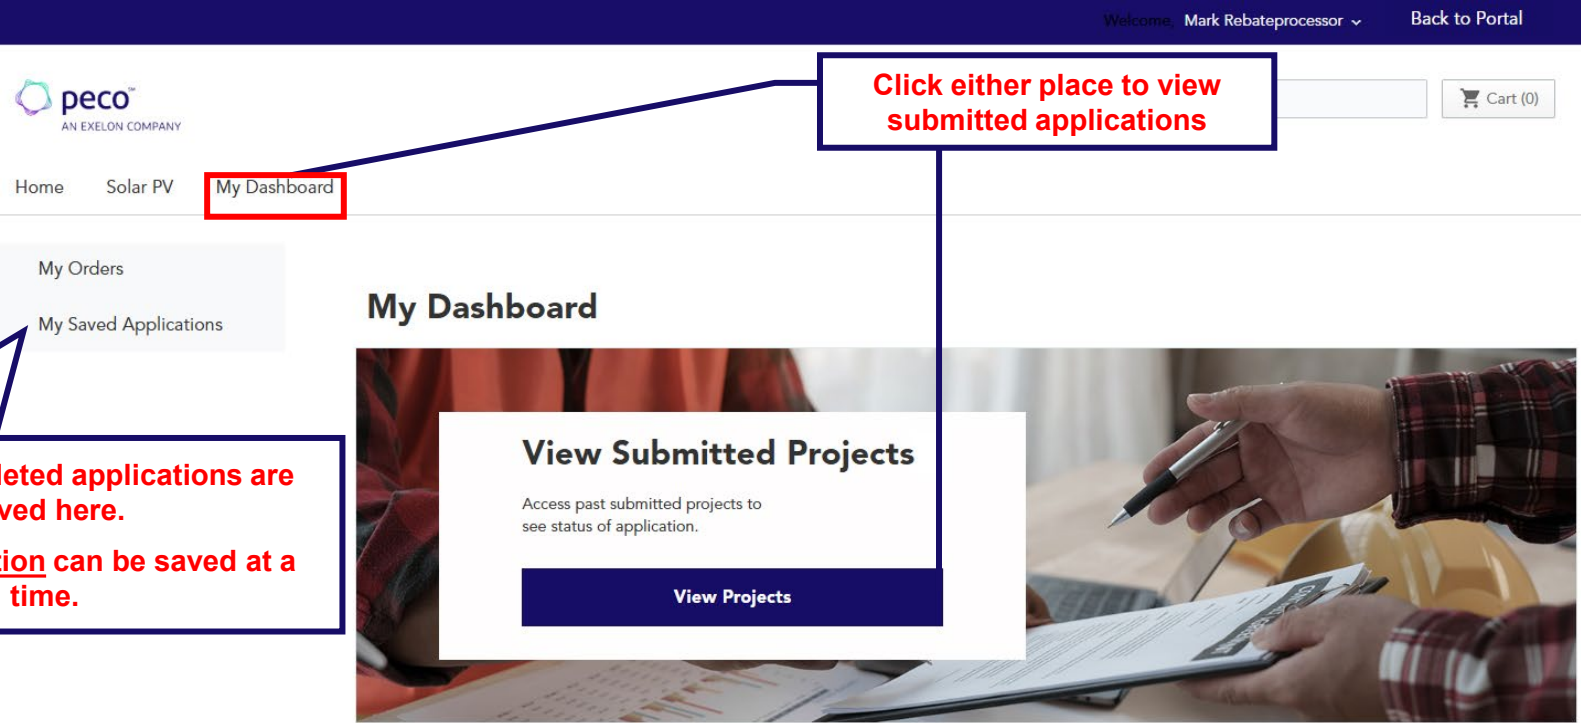 Welcome, Mark Rebateprocessor
Back to Portal
peco
AN EXELON COMPANY
Click either place to view
submitted applications
Cart (0)
Home Solar PV My Dashboard
My Orders
My Saved Applications
My Dashboard
leted applications are
ved here.
tion can be saved at a
time.
View Submitted Projects
Access past submitted projects to
see status of application.
View Projects